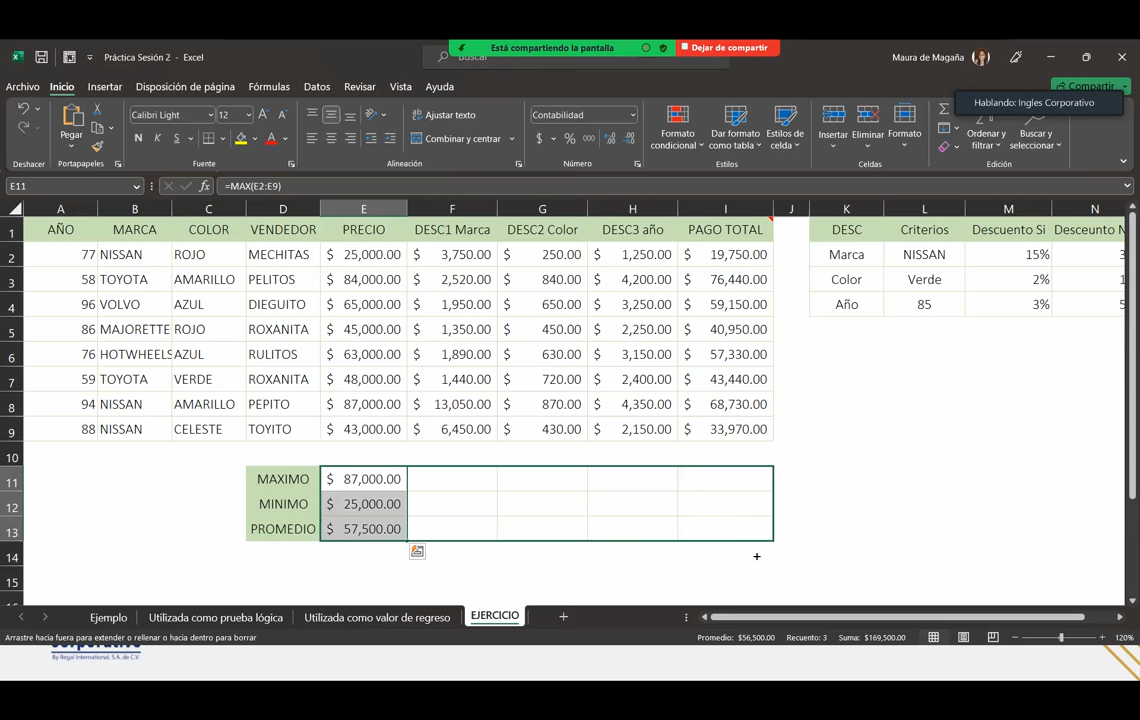 Está compartiendo la pantalla
Dejar de compartir
Práctica Sesión 2 - Excel
Buscar
Maura de Magaña
Archivo Inicio Insertar Disposición de página Fórmulas Datos Revisar Vista Ayuda
Compartir
Hablando: Ingles Corporativo
Calibri Light 12
Ajustar texto
Contabilidad
Pegar
N K S
Combinar y centrar
$ % 000
Formato condicional
Dar formato como tabla
Estilos de celda
Insertar Eliminar Formato
Ordenar y filtrar
Buscar y seleccionar
Deshacer Portapapeles Fuente Alineación Número Estilos Celdas Edición
E11 =MAX(E2:E9)
A B C D E F G H I J K L M N
1 AÑO MARCA COLOR VENDEDOR PRECIO DESC1 Marca DESC2 Color DESC3 año PAGO TOTAL DESC Criterios Descuento Si Desceunto N
2 77 NISSAN ROJO MECHITAS $ 25,000.00 $ 3,750.00 $ 250.00 $ 1,250.00 $ 19,750.00 Marca NISSAN 15% 3
3 58 TOYOTA AMARILLO PELITOS $ 84,000.00 $ 2,520.00 $ 840.00 $ 4,200.00 $ 76,440.00 Color Verde 2% 1
4 96 VOLVO AZUL DIEGUITO $ 65,000.00 $ 1,950.00 $ 650.00 $ 3,250.00 $ 59,150.00 Año 85 3% 5
5 86 MAJORETTE ROJO ROXANITA $ 45,000.00 $ 1,350.00 $ 450.00 $ 2,250.00 $ 40,950.00
6 76 HOTWHEELS AZUL RULITOS $ 63,000.00 $ 1,890.00 $ 630.00 $ 3,150.00 $ 57,330.00
7 59 TOYOTA VERDE ROXANITA $ 48,000.00 $ 1,440.00 $ 720.00 $ 2,400.00 $ 43,440.00
8 94 NISSAN AMARILLO PEPITO $ 87,000.00 $ 13,050.00 $ 870.00 $ 4,350.00 $ 68,730.00
9 88 NISSAN CELESTE TOYITO $ 43,000.00 $ 6,450.00 $ 430.00 $ 2,150.00 $ 33,970.00
10
11 MAXIMO $ 87,000.00
12 MINIMO $ 25,000.00
13 PROMEDIO $ 57,500.00
14
15
Ejemplo Utilizada como prueba lógica Utilizada como valor de regreso EJERCICIO
Arrastre hacia fuera para extender o rellenar o hacia dentro para borrar
Promedio: $56,500.00 Recuento: 3 Suma: $169,500.00 120%
By Regal International, S.A. de C.V.